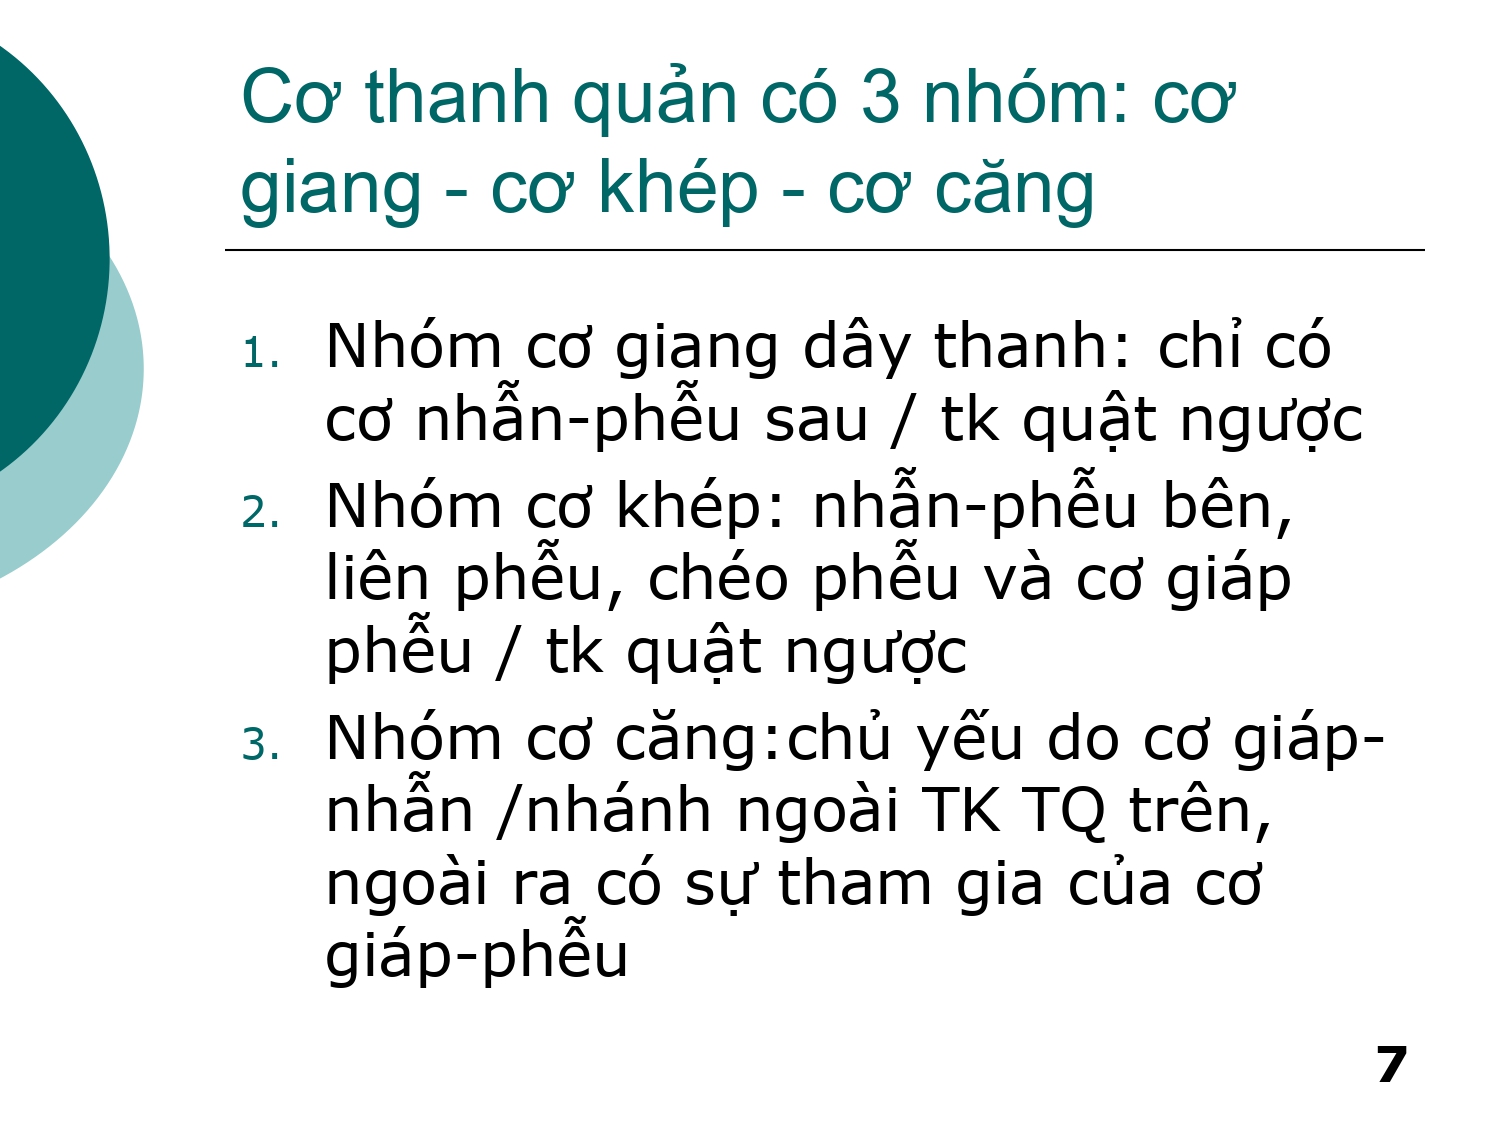 Cơ thanh quản có 3 nhóm: cơ
giang - cơ khép - cơ căng
1. Nhóm cơ giang dây thanh: chỉ có
cơ nhẫn-phễu sau / tk quật ngược
2. Nhóm cơ khép: nhẫn-phễu bên,
liên phễu, chéo phễu và cơ giáp
phễu / tk quật ngược
3. Nhóm cơ căng:chủ yếu do cơ giáp-
nhẫn /nhánh ngoài TK TQ trên,
ngoài ra có sự tham gia của cơ
giáp-phễu
7